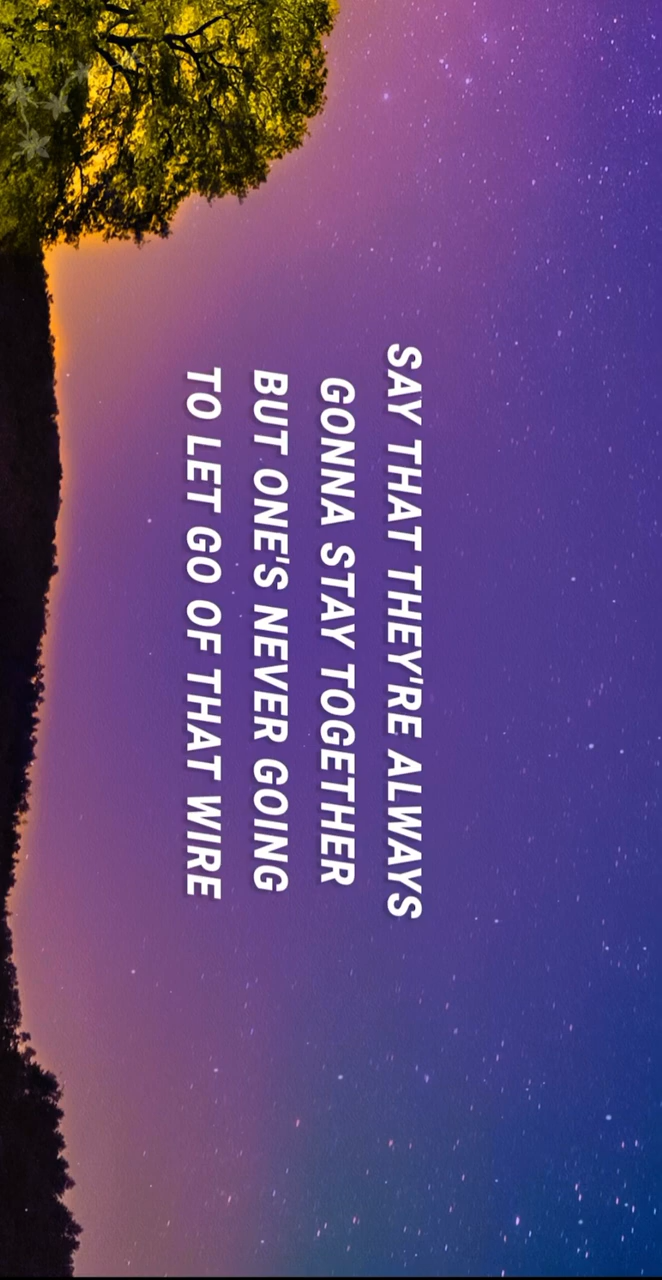 SAY THAT THEY'RE ALWAYS
GONNA STAY TOGETHER
BUT ONE'S NEVER GOING
TO LET GO OF THAT WIRE